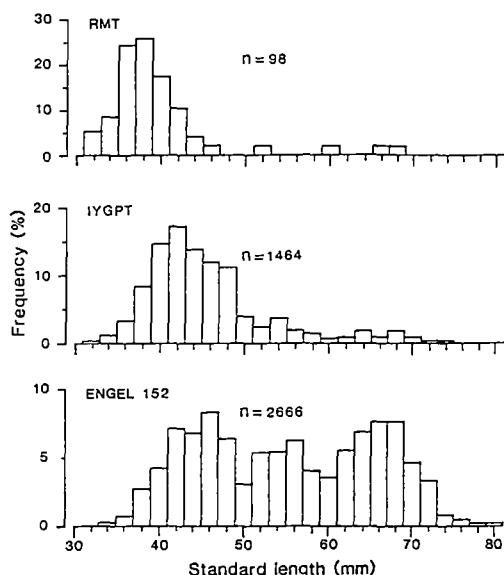 RMT
n=98
30
20
10
0
IYGPT
n=1464
20
10
0
Frequency (%)
ENGEL 152
n=2666
10
5
0
30 40 50 60 70 80
Standard length (mm)